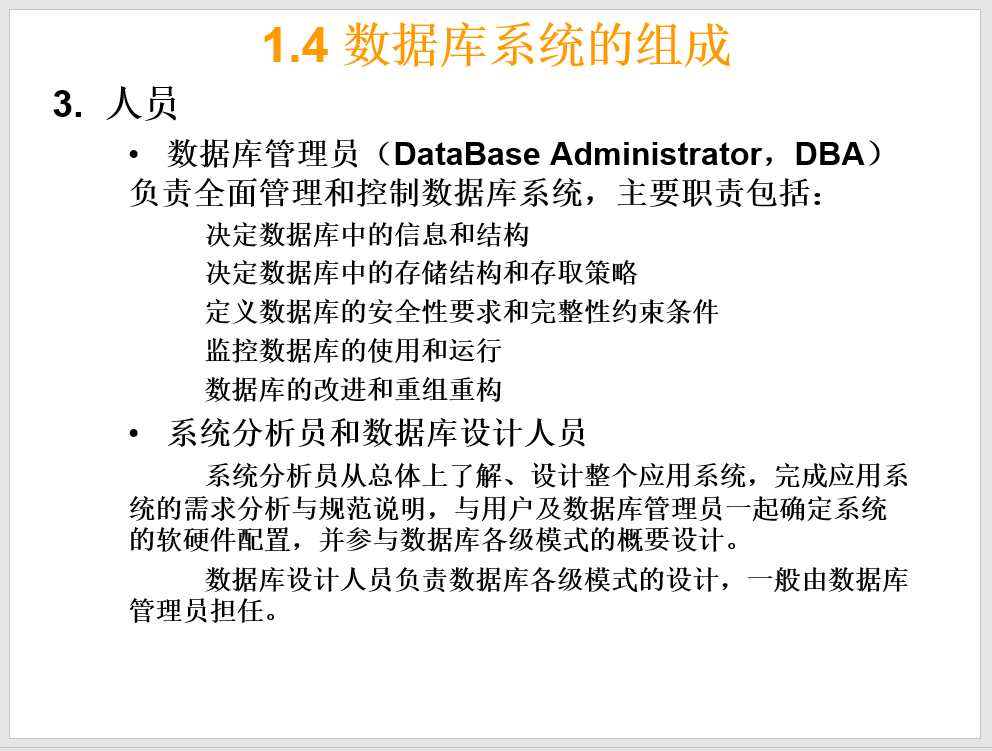 1.4 数据库系统的组成
3. 人员
• 数据库管理员（DataBase Administrator，DBA）
负责全面管理和控制数据库系统，主要职责包括：
决定数据库中的信息和结构
决定数据库中的存储结构和存取策略
定义数据库的安全性要求和完整性约束条件
监控数据库的使用和运行
数据库的改进和重组重构
• 系统分析员和数据库设计人员
系统分析员从总体上了解、设计整个应用系统，完成应用系
统的需求分析与规范说明，与用户及数据库管理员一起确定系统
的软硬件配置，并参与数据库各级模式的概要设计。
数据库设计人员负责数据库各级模式的设计，一般由数据库
管理员担任。